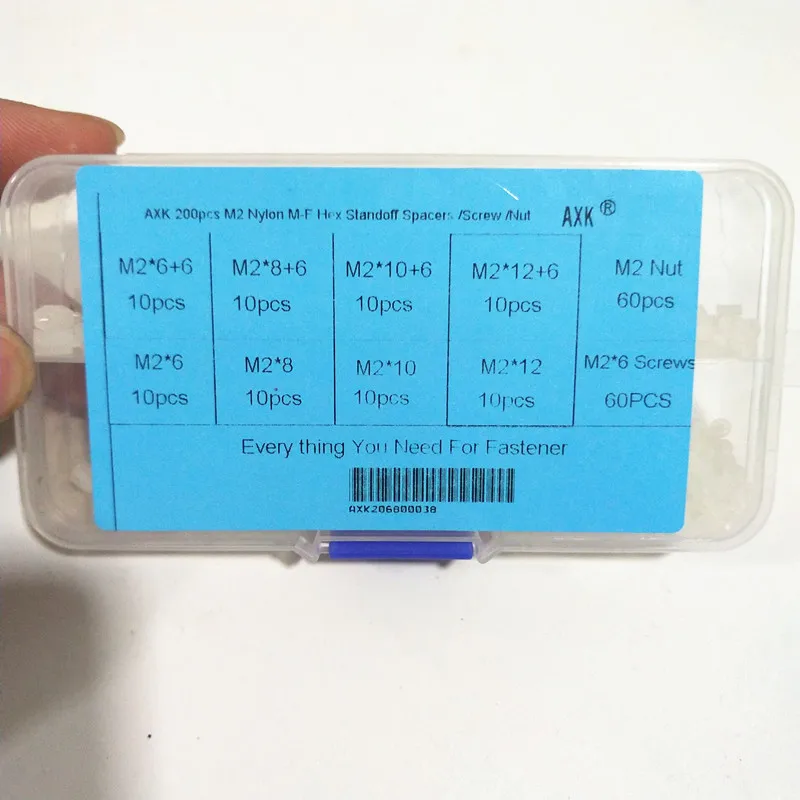 AXK 200pcs M2 Nylon M-F Hex Standoff Spacers /Screw /Nut AXK®
M2*6+6 M2*8+6 M2*10+6 M2*12+6 M2 Nut
10pcs 10pcs 10pcs 10pcs 60pcs
M2*6 M2*8 M2*10 M2*12 M2*6 Screws
10pcs 10pcs 10pcs 10pcs 60PCS
Every thing You Need For Fastener
AXK206800038